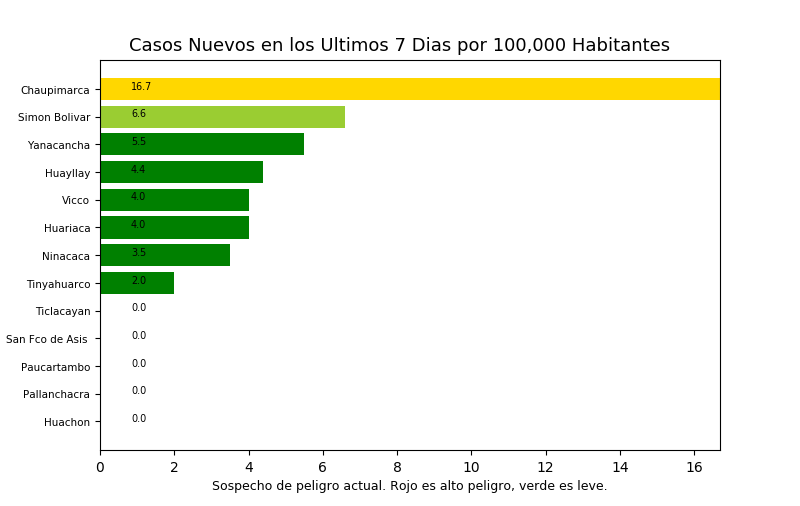 Casos Nuevos en los Ultimos 7 Dias por 100,000 Habitantes
Chaupimarca 16.7
Simon Bolivar 6.6
Yanacancha 5.5
Huayllay 4.4
Vicco 4.0
Huariaca 4.0
Ninacaca 3.5
Tinyahuarco 2.0
Ticlacayan 0.0
San Fco de Asis 0.0
Paucartambo 0.0
Pallanchacra 0.0
Huachon 0.0
0 2 4 6 8 10 12 14 16
Sospecho de peligro actual. Rojo es alto peligro, verde es leve.